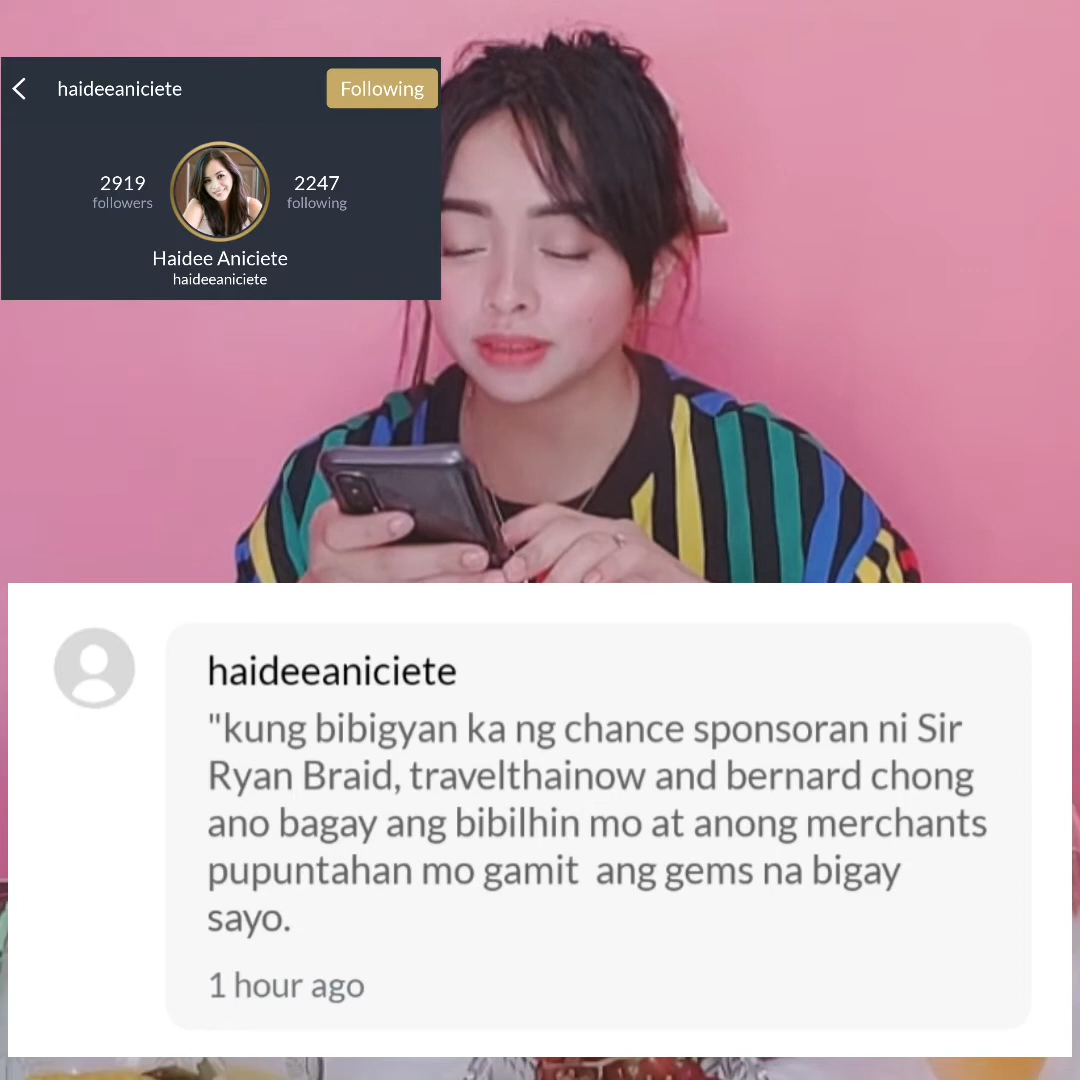 haideeaniciete
Following
2919
followers
2247
following
Haidee Aniciete
haideeaniciete
haideeaniciete
"kung bibigyan ka ng chance sponsoran ni Sir
Ryan Braid, travelthainow and bernard chong
ano bagay ang bibilhin mo at anong merchants
pupuntahan mo gamit  ang gems na bigay
sayo.
1 hour ago